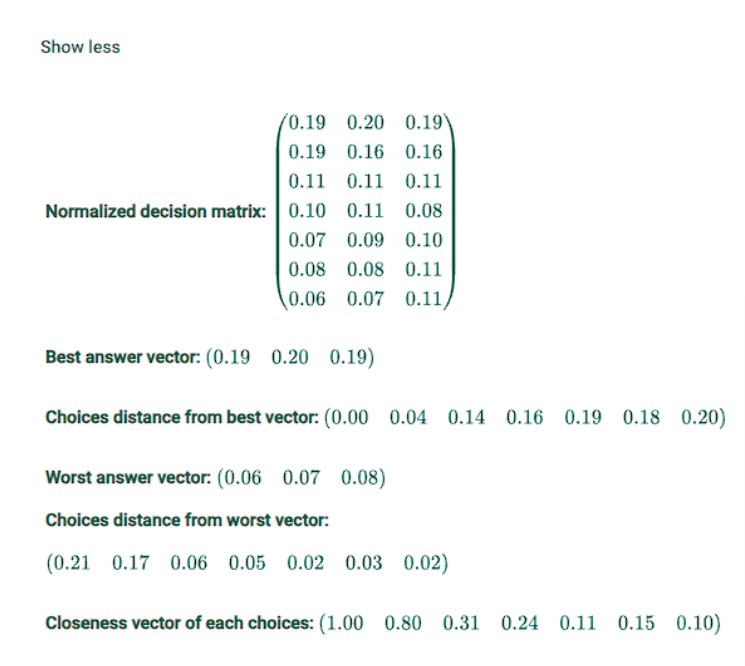 Show less
0.19 0.20 0.19
0.19 0.16 0.16
0.11 0.11 0.11
Normalized decision matrix: 0.10 0.11 0.08
0.07 0.09 0.10
0.08 0.08 0.11
0.06 0.07 0.11
Best answer vector: (0.19 0.20 0.19)
Choices distance from best vector: (0.00 0.04 0.14 0.16 0.19 0.18 0.20)
Worst answer vector: (0.06 0.07 0.08)
Choices distance from worst vector:
(0.21 0.17 0.06 0.05 0.02 0.03 0.02)
Closeness vector of each choices: (1.00 0.80 0.31 0.24 0.11 0.15 0.10)